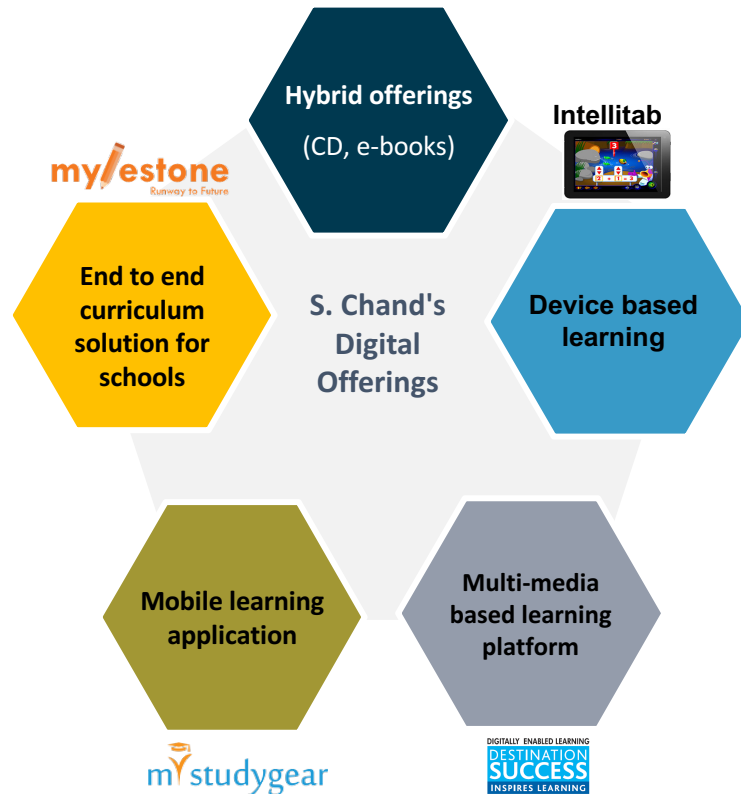 Hybrid offerings
(CD, e-books)
Intellitab
3
mylestone
Runway to Future
End to end
curriculum
solution for
schools
S. Chand's
Digital
Offerings
Device based
learning
Mobile learning
application
Multi-media
based learning
platform
mystudygear
DIGITALLY ENABLED LEARNING
DESTINATION
SUCCESS
INSPIRES LEARNING